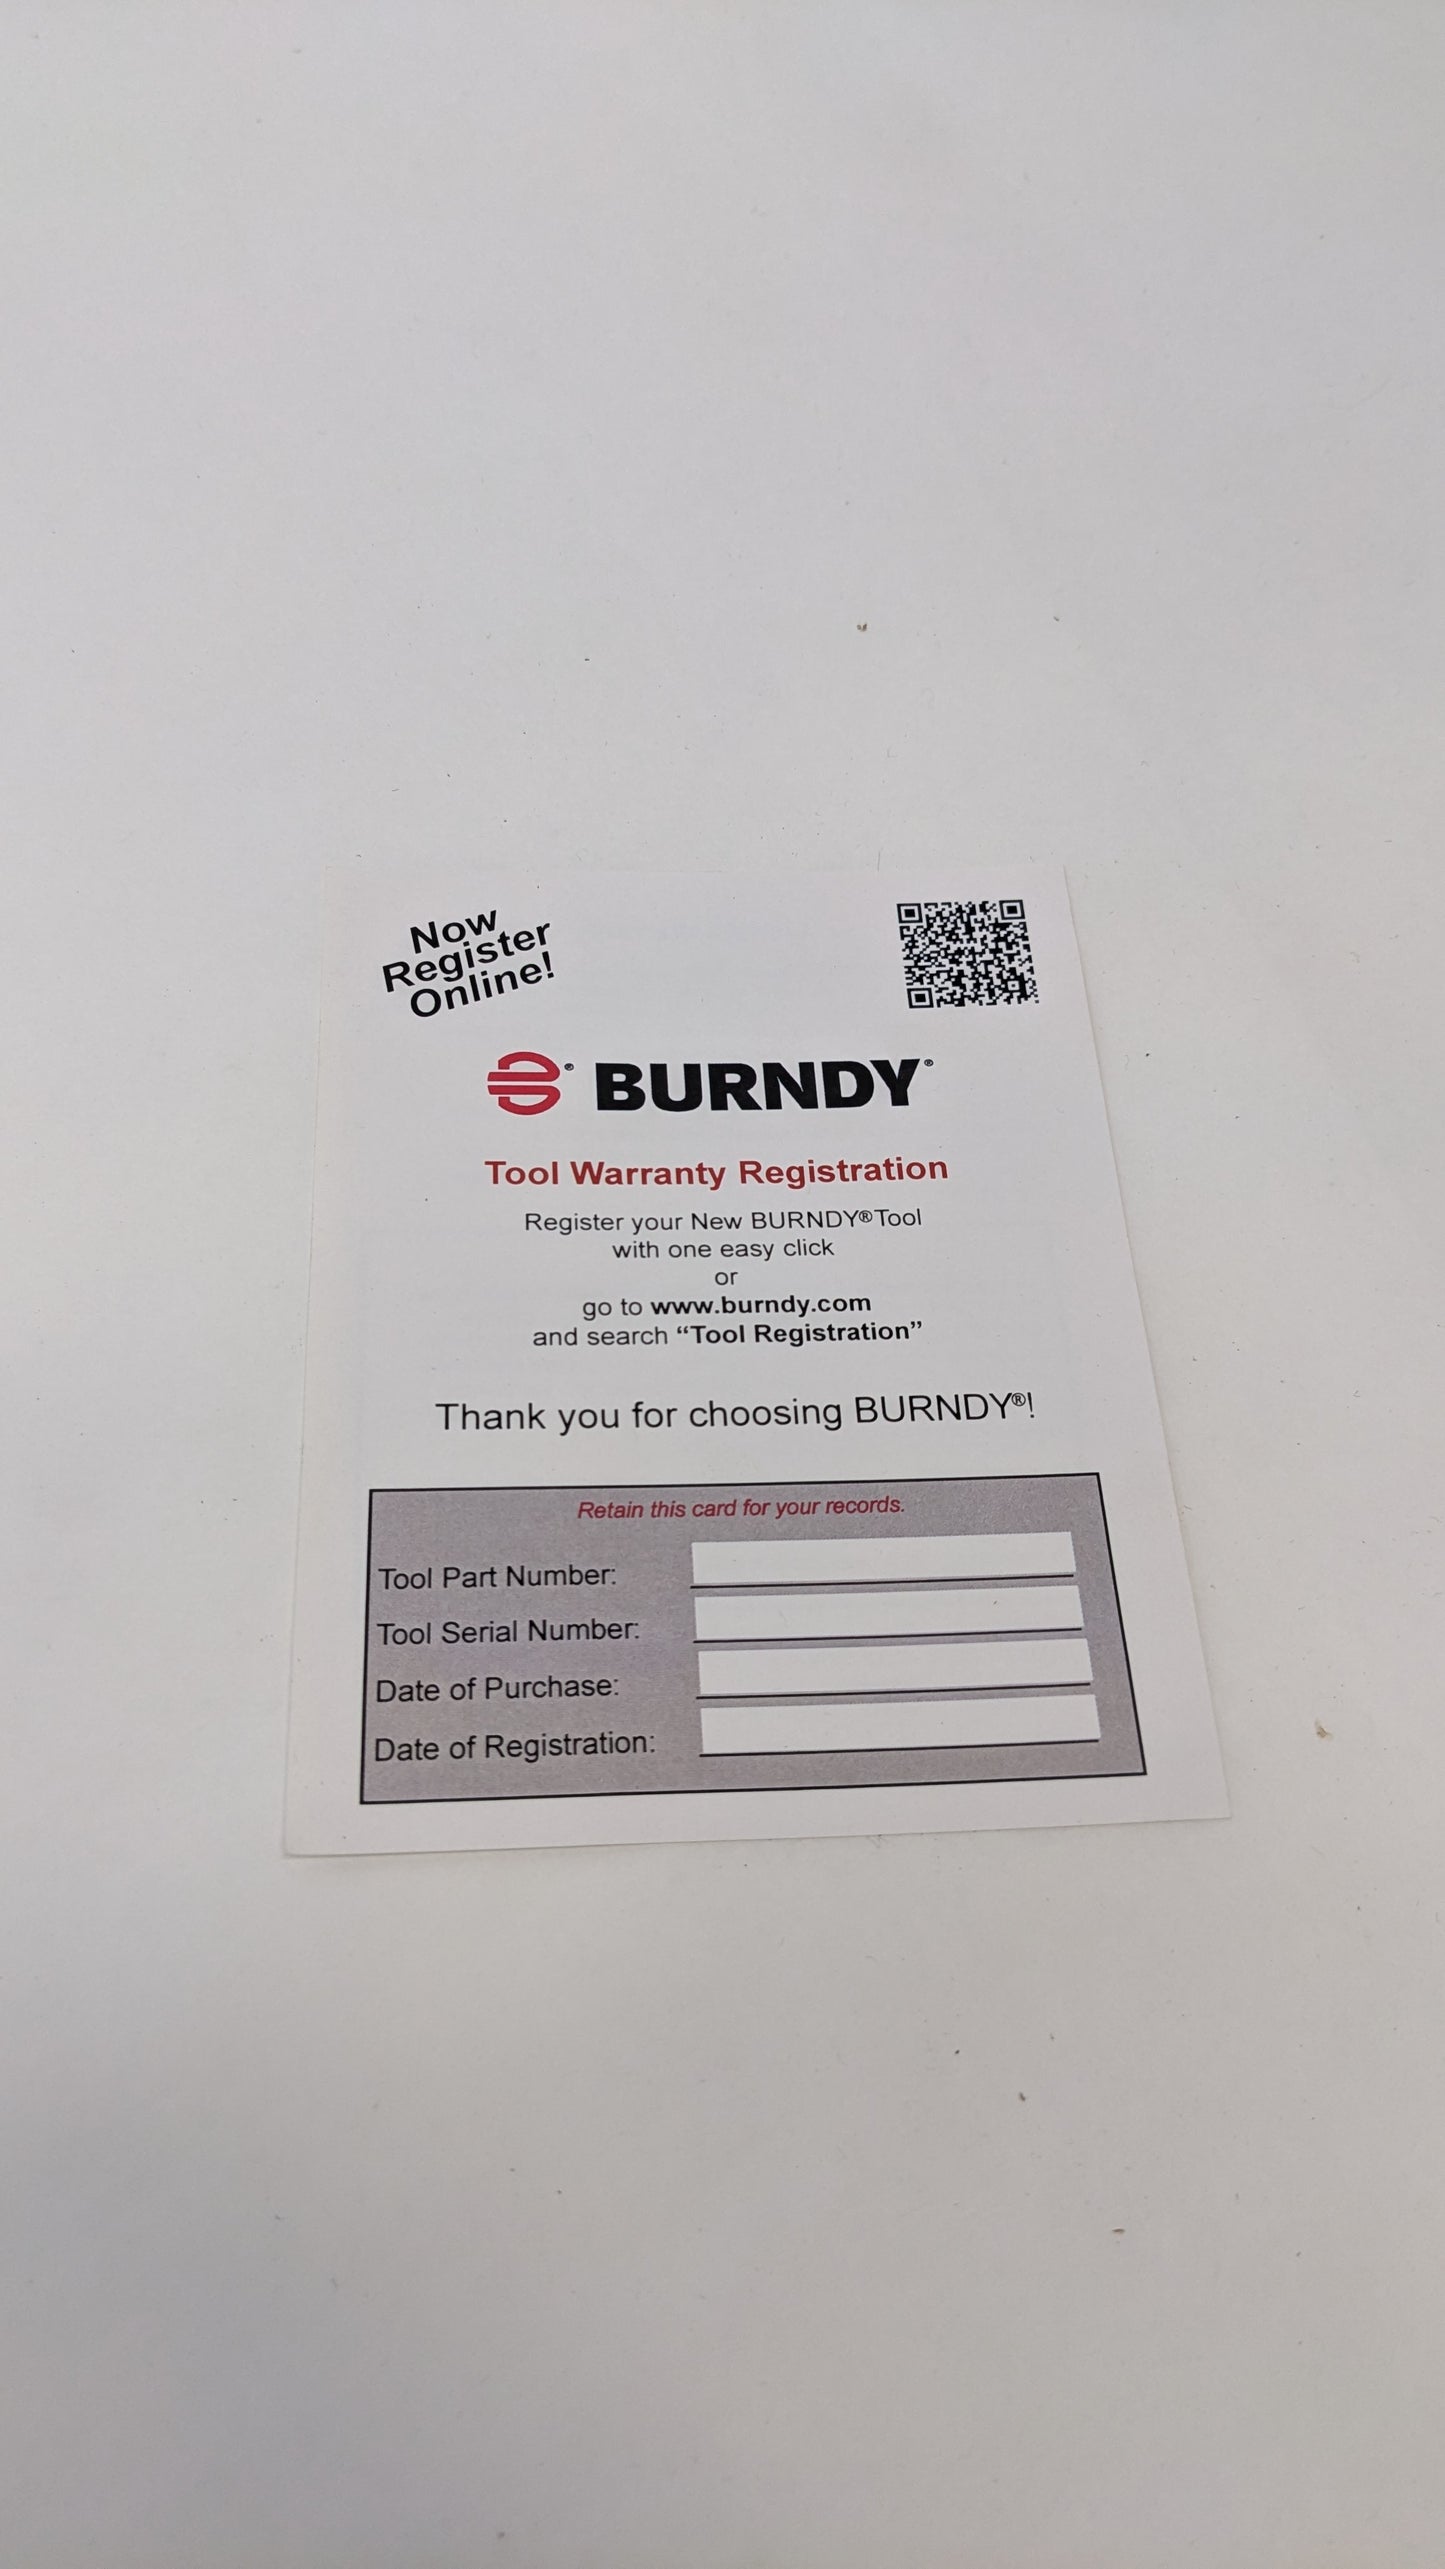 Now
Register
Online!
® BURNDY®
Tool Warranty Registration
Register your New BURNDY® Tool
with one easy click
or
go to www.burndy.com
and search “Tool Registration”
Thank you for choosing BURNDY®!
Retain this card for your records.
Tool Part Number:
Tool Serial Number:
Date of Purchase:
Date of Registration: